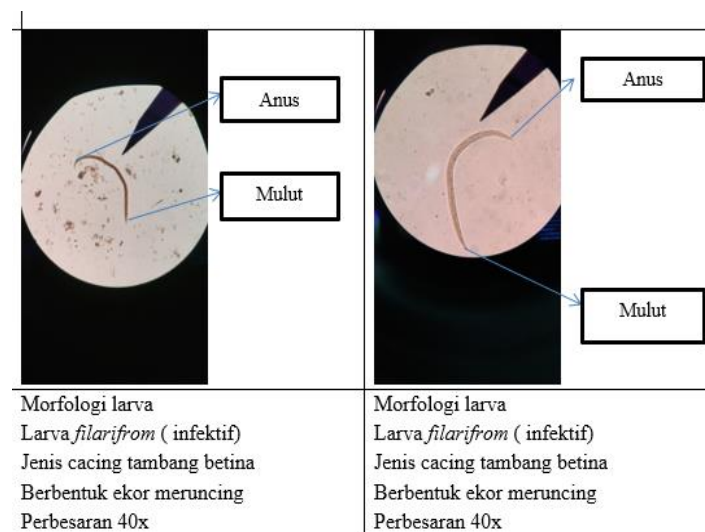 Anus
Mulut
Anus
Mulut
Morfologi larva
Larva filarifrom ( infektif)
Jenis cacing tambang betina
Berbentuk ekor meruncing
Perbesaran 40x
Morfologi larva
Larva filarifrom ( infektif)
Jenis cacing tambang betina
Berbentuk ekor meruncing
Perbesaran 40x